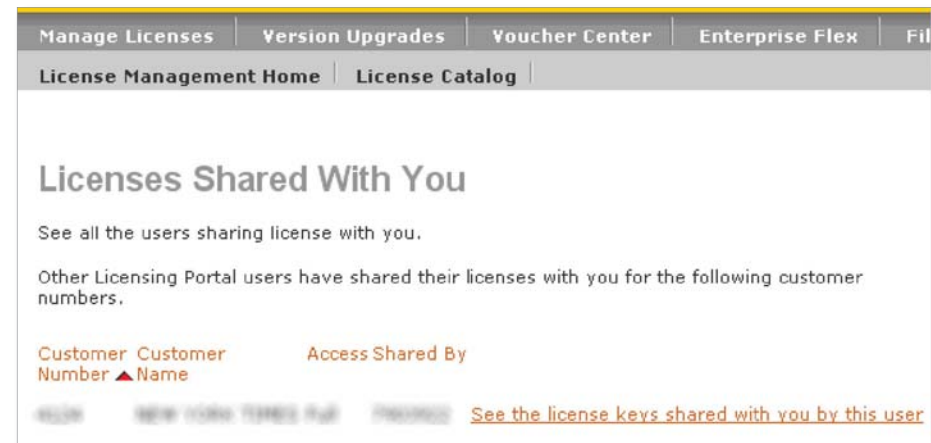 Manage Licenses Version Upgrades Voucher Center Enterprise Flex Fil
License Management Home License Catalog
Licenses Shared With You
See all the users sharing license with you.
Other Licensing Portal users have shared their licenses with you for the following customer
numbers.
Customer Customer Access Shared By
Number Name
See the license keys shared with you by this user